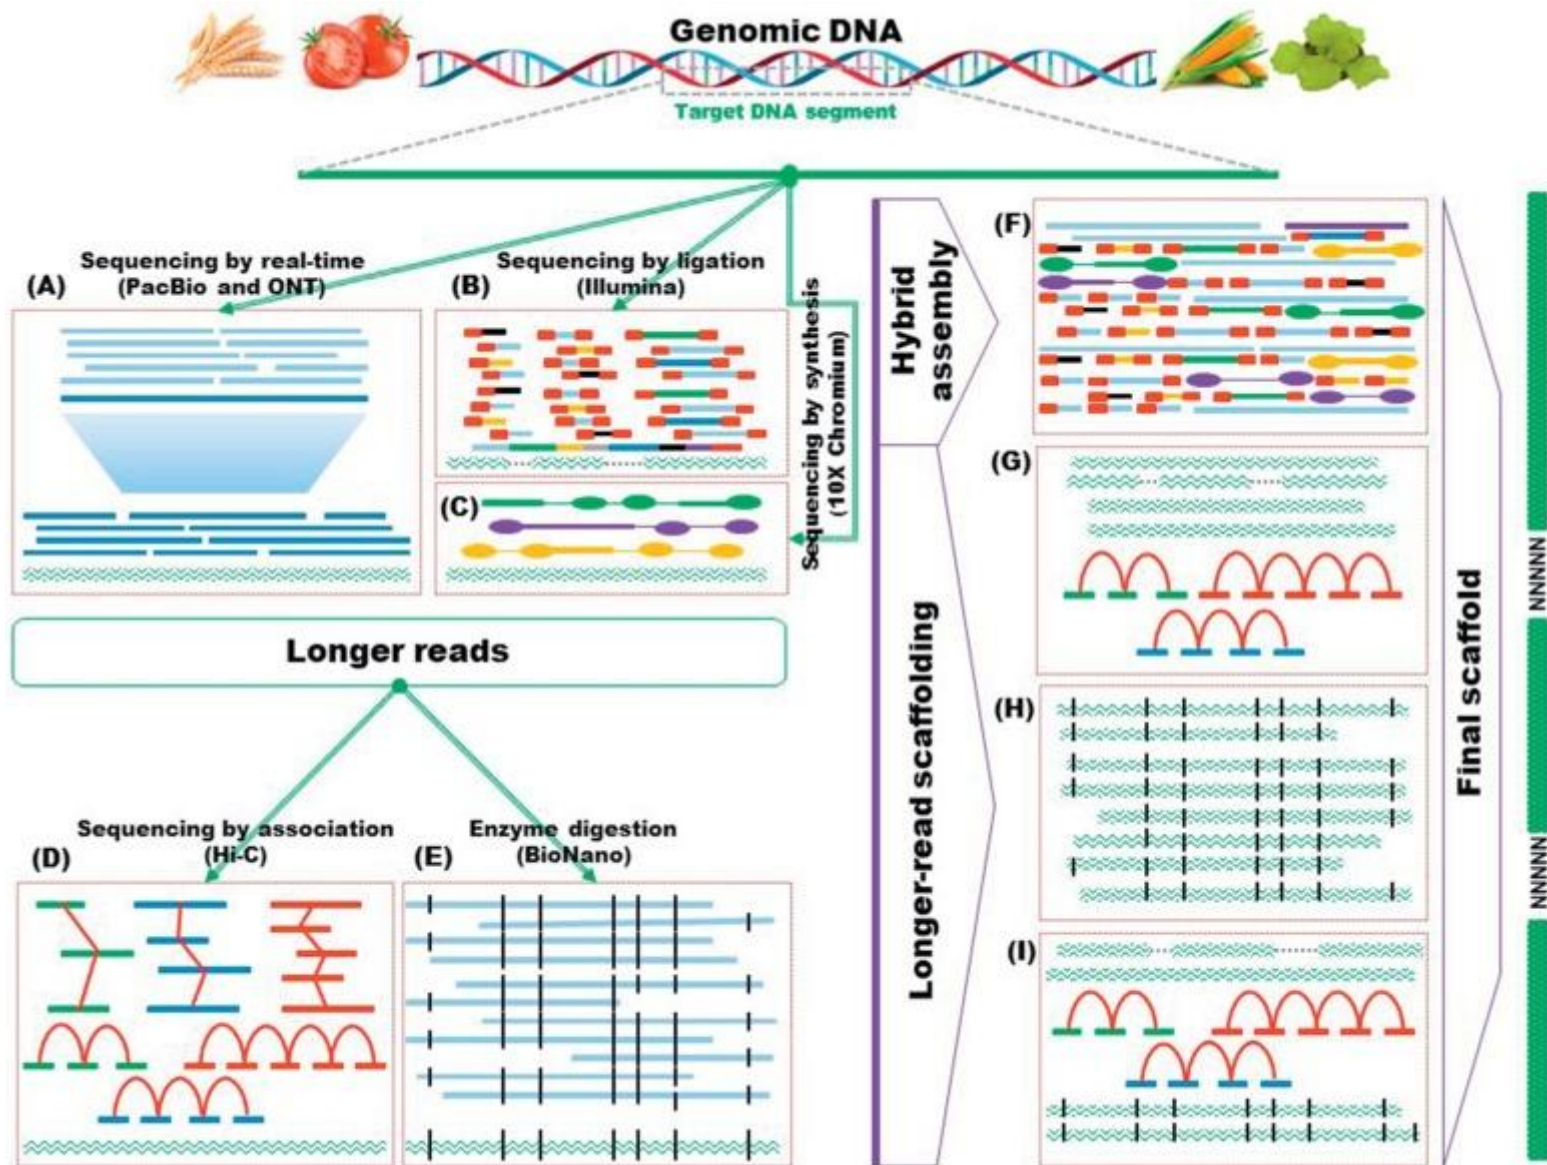 Genomic DNA
Target DNA segment
(A)
Sequencing by real-time
(PacBio and ONT)
(B)
Sequencing by ligation
(Illumina)
Sequencing by synthesis
(10X Chromium)
(C)
Longer reads
(D)
Sequencing by association
(Hi-C)
(E)
Enzyme digestion
(BioNano)
Hybrid
assembly
Longer-read scaffolding
(F)
(G)
(H)
(I)
Final scaffold
NNNNN
NNNNN